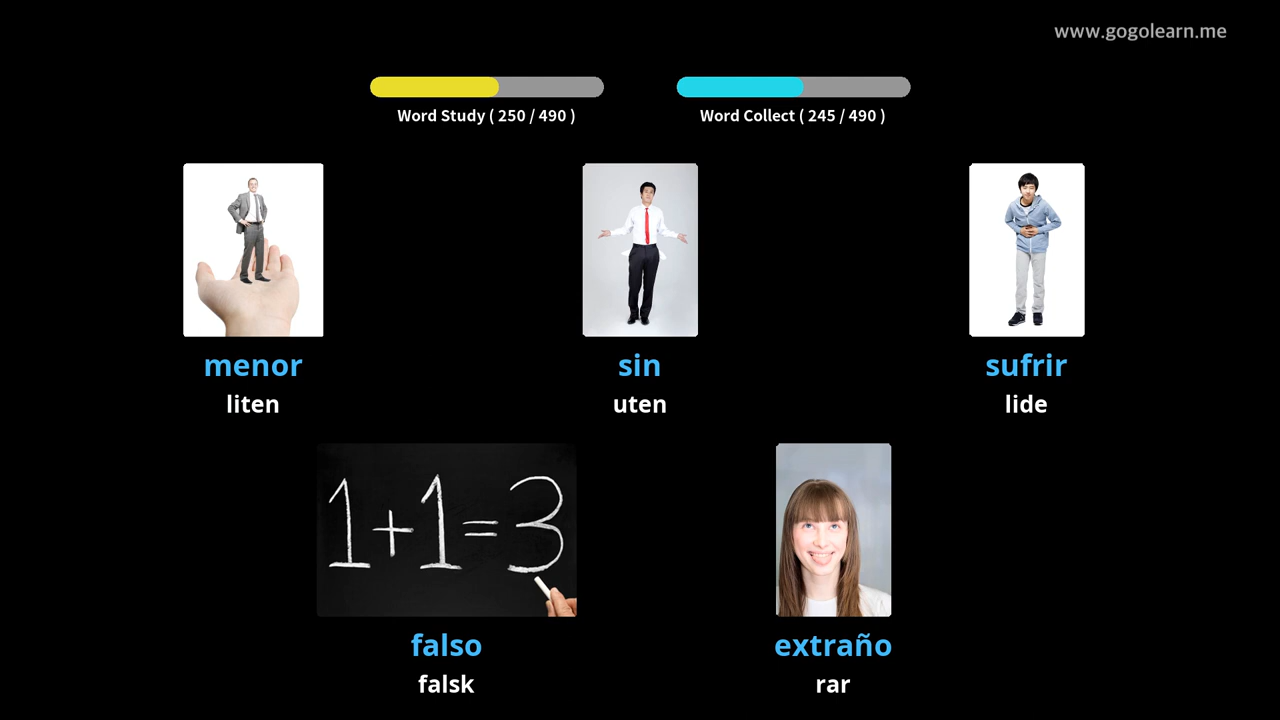 www.gogolearn.me
Word Study ( 250 / 490 )
Word Collect ( 245 / 490 )
menor
liten
sin
uten
sufrir
lide
1+1=3
falso
falsk
extraño
rar